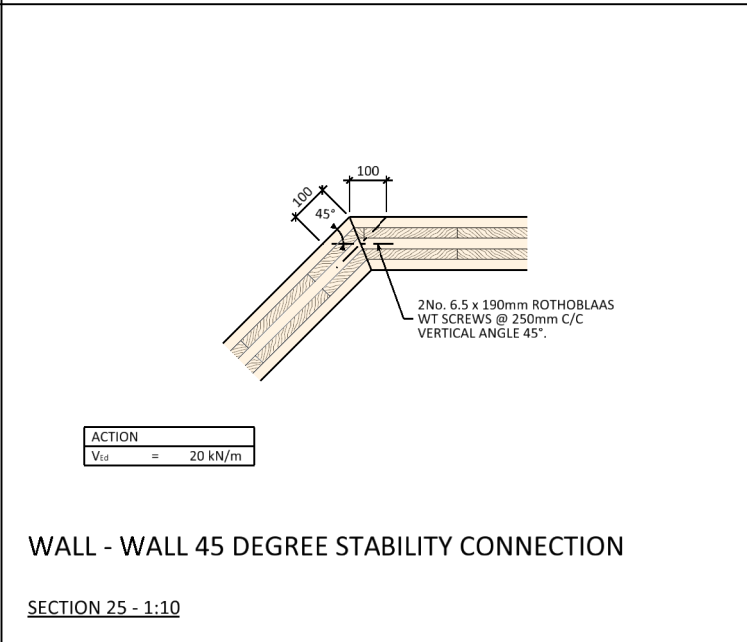 100
100
45°
2No. 6.5 x 190mm ROTHOBLAAS
WT SCREWS @ 250mm C/C
VERTICAL ANGLE 45°.
ACTION
VEd = 20 kN/m
WALL - WALL 45 DEGREE STABILITY CONNECTION
SECTION 25 - 1:10